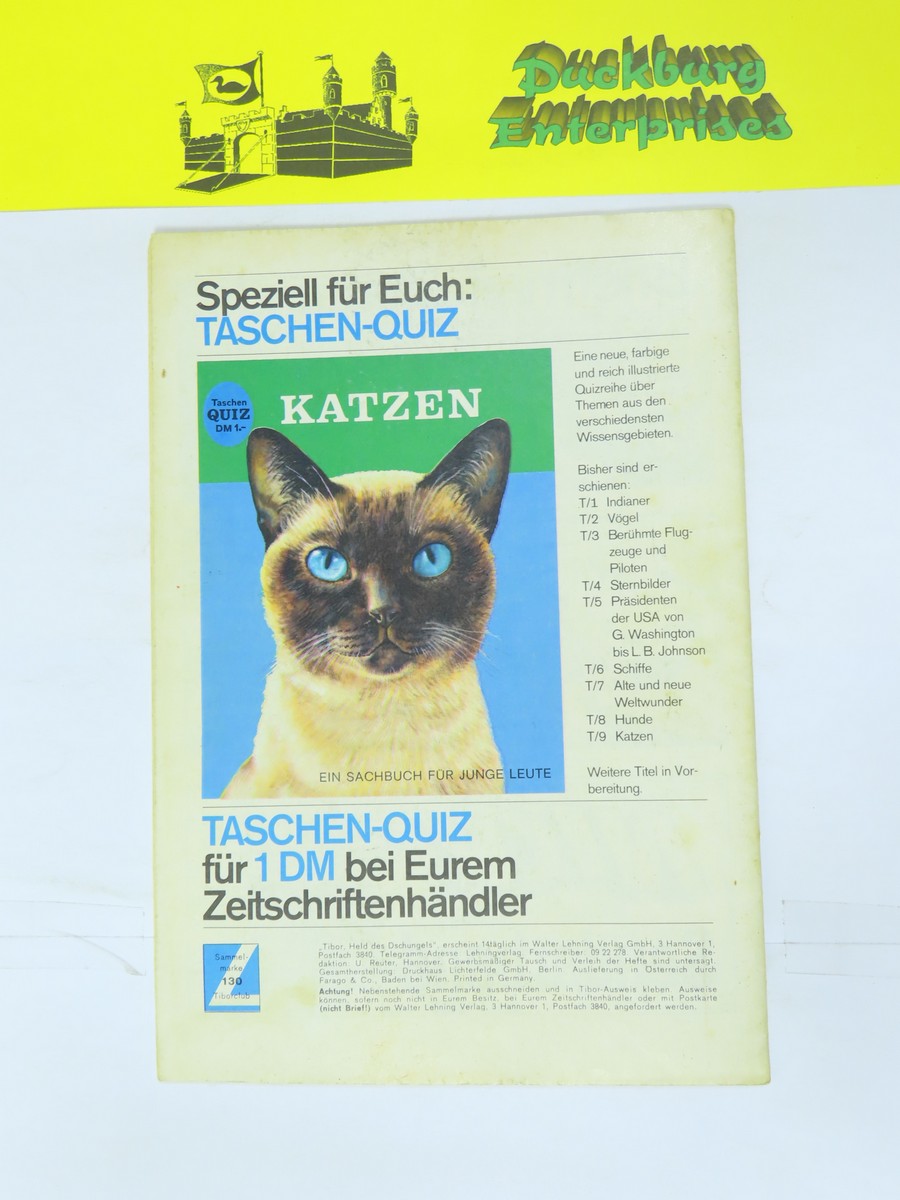 Duckburg
Enterprises
Speziell für Euch:
TASCHEN-QUIZ
Taschen
QUIZ
DM 1.-
KATZEN
EIN SACHBUCH FÜR JUNGE LEUTE
Eine neue, farbige
und reich illustrierte
Quizreihe über
Themen aus den
verschiedensten
Wissensgebieten.
Bisher sind er-
schienen:
T/1 Indianer
T/2 Vögel
T/3 Berühmte Flug-
zeuge und
Piloten
T/4 Sternbilder
T/5 Präsidenten
der USA von
G. Washington
bis L. B. Johnson
T/6 Schiffe
T/7 Alte und neue
Weltwunder
T/8 Hunde
T/9 Katzen
Weitere Titel in Vor-
bereitung.
TASCHEN-QUIZ
für 1 DM bei Eurem
Zeitschriftenhändler
Sammel-
marke
130
Tiborclub
„Tibor, Held des Dschungels", erscheint 14täglich im Walter Lehning Verlag GmbH, 3 Hannover 1,
Postfach 3840. Telegramm-Adresse Lehningverlag. Fernschreiber: 09 22 278. Verantwortliche Re-
daktion: U. Reuter, Hannover. Gewerbsmäßiger Tausch und Verleih der Hefte sind untersagt.
Gesamtherstellung: Druckhaus Lichterfelde GmbH, Berlin. Auslieferung in Österreich durch
Farago & Co., Baden bei Wien. Printed in Germany.
Achtung! Nebenstehende Sammelmarke ausschneiden und in Tibor-Ausweis kleben. Ausweise
können, sofern noch nicht in Eurem Besitz, bei Eurem Zeitschriftenhändler oder mit Postkarte
(nicht Brief!) vom Walter Lehning Verlag, 3 Hannover 1, Postfach 3840, angefordert werden.